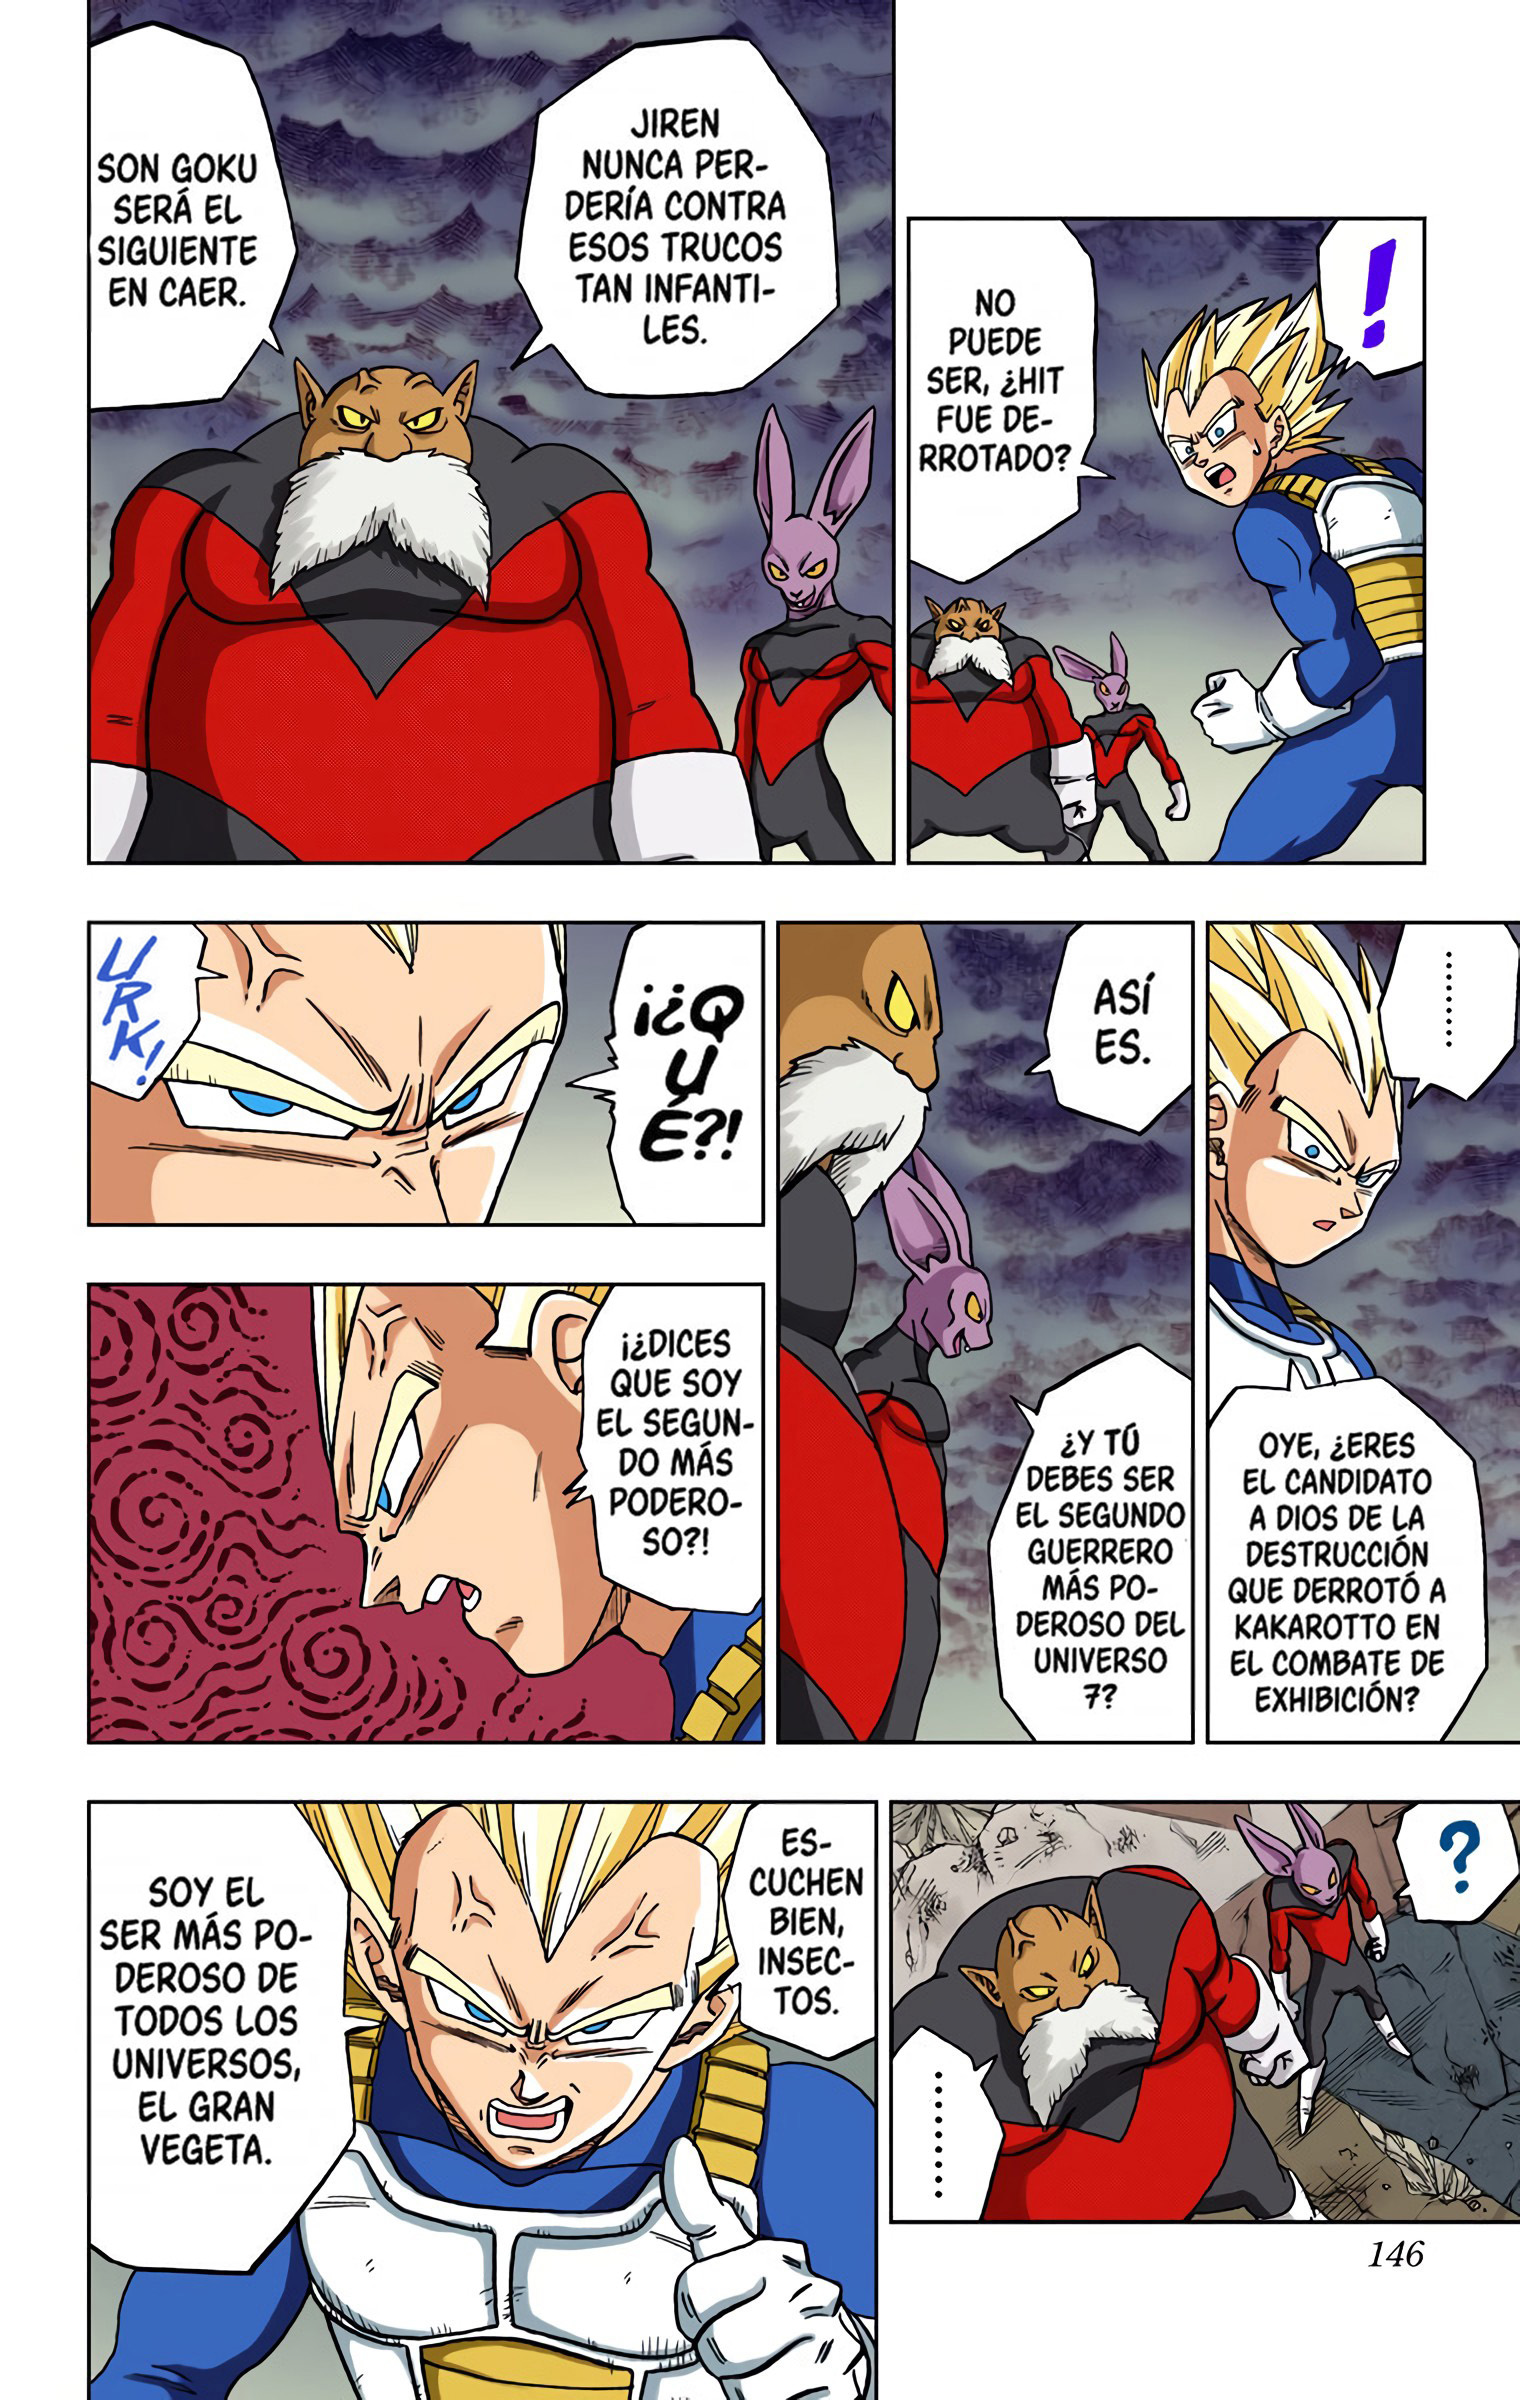 !
NO
PUEDE
SER, ¿HIT
FUE DE-
RROTADO?
JIREN
NUNCA PER-
DERÍA CONTRA
ESOS TRUCOS
TAN INFANTI-
LES.
SON GOKU
SERÁ EL
SIGUIENTE
EN CAER.
.........
OYE, ¿ERES
EL CANDIDATO
A DIOS DE LA
DESTRUCCIÓN
QUE DERROTÓ A
KAKAROTTO EN
EL COMBATE DE
EXHIBICIÓN?
ASÍ
ES.
¿Y TÚ
DEBES SER
EL SEGUNDO
GUERRERO
MÁS PO-
DEROSO DEL
UNIVERSO
7?
¡¿Q
U
É?!
URK!
¡¿DICES
QUE SOY
EL SEGUN-
DO MÁS
PODERO-
SO?!
?
.........
ES-
CUCHEN
BIEN,
INSEC-
TOS.
SOY EL
SER MÁS PO-
DEROSO DE
TODOS LOS
UNIVERSOS,
EL GRAN
VEGETA.
146